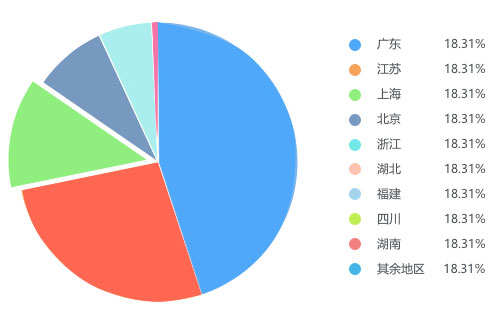 广东 18.31%
江苏 18.31%
上海 18.31%
北京 18.31%
浙江 18.31%
湖北 18.31%
福建 18.31%
四川 18.31%
湖南 18.31%
其余地区 18.31%